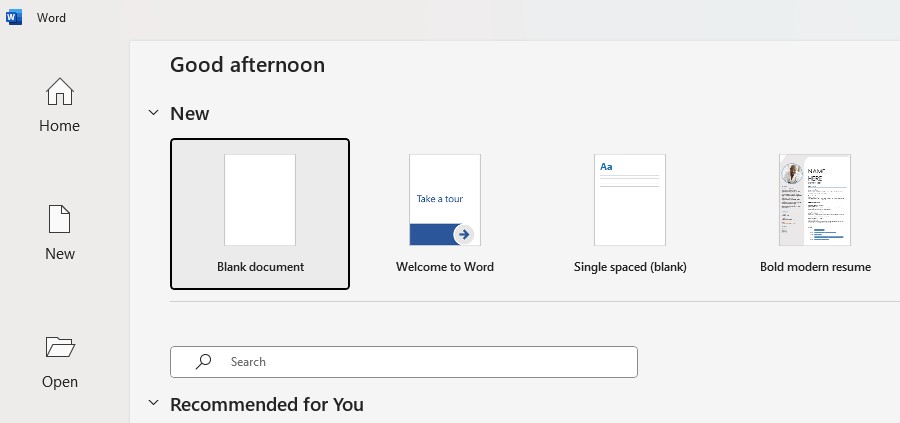 Word
Good afternoon
Home
New
Take a tour
Aa
NAME
HERE
Blank document
Welcome to Word
Single spaced (blank)
Bold modern resume
New
Search
Open
Recommended for You